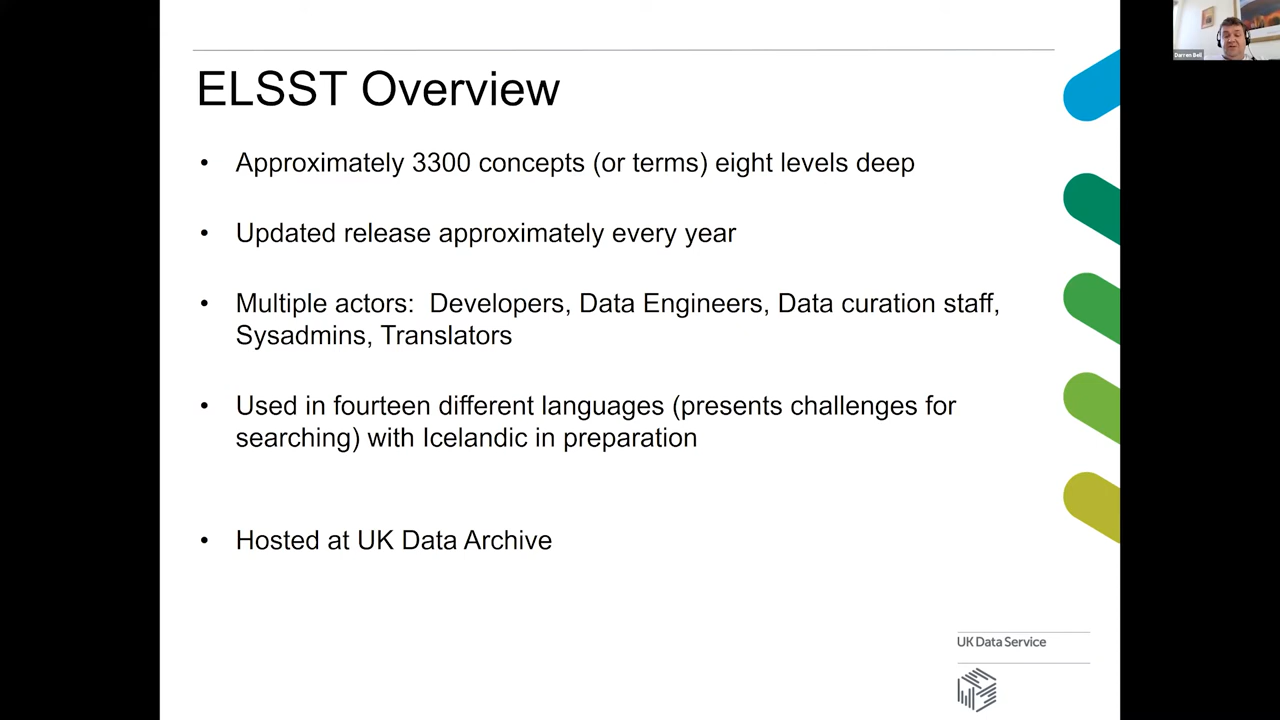 Darren Bell
ELSST Overview
• Approximately 3300 concepts (or terms) eight levels deep
• Updated release approximately every year
• Multiple actors:  Developers, Data Engineers, Data curation staff,
Sysadmins, Translators
• Used in fourteen different languages (presents challenges for
searching) with Icelandic in preparation
• Hosted at UK Data Archive
UK Data Service